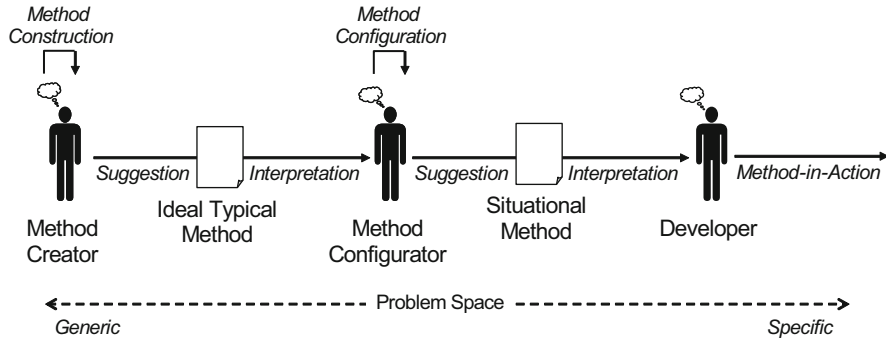 Method
Construction
Method
Configuration
Suggestion
Interpretation
Suggestion
Interpretation
Method-in-Action
Method
Creator
Ideal Typical
Method
Method
Configurator
Situational
Method
Developer
Problem Space
Generic
Specific